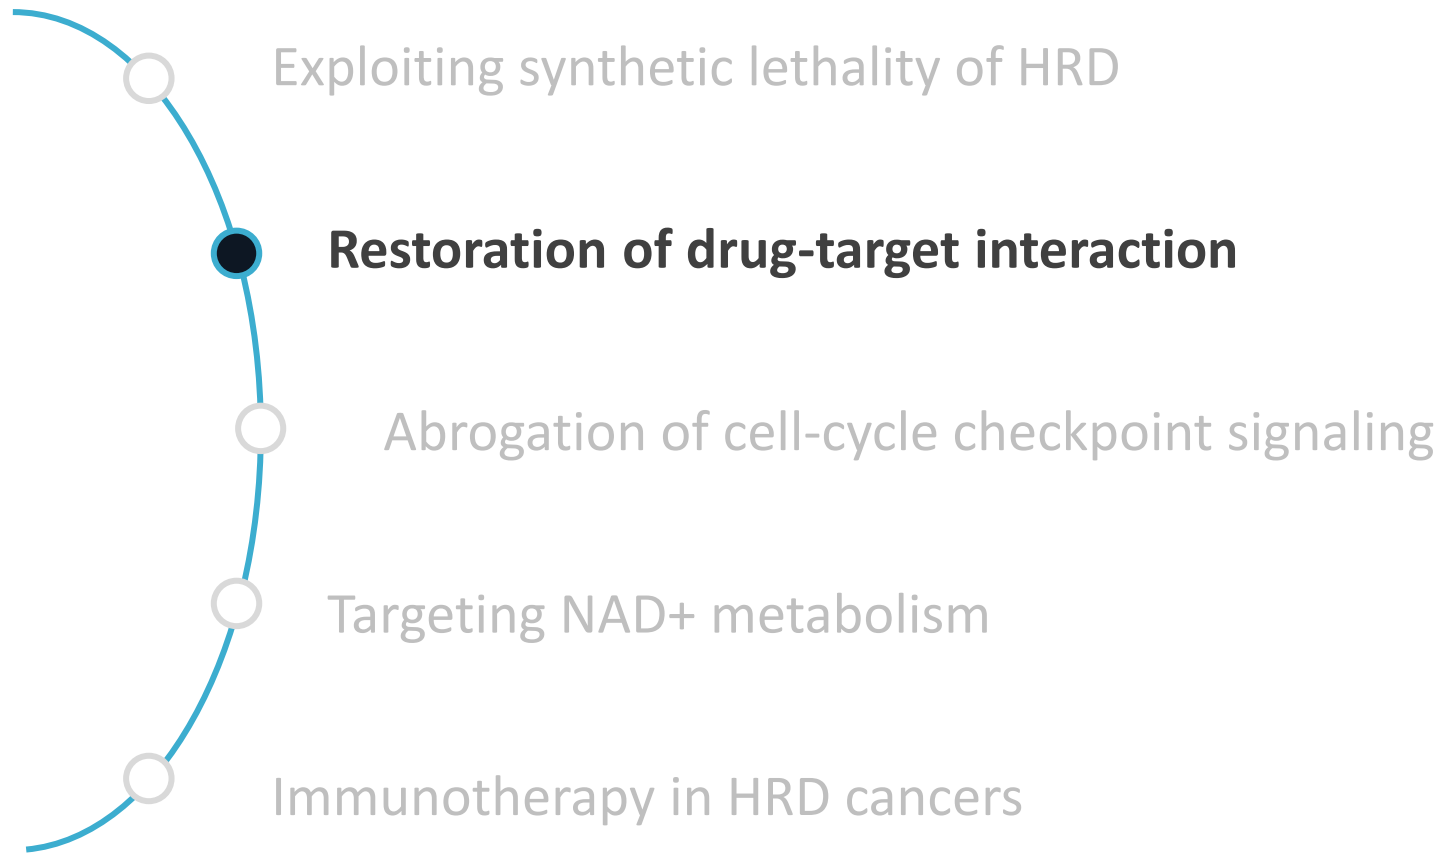 Exploiting synthetic lethality of HRD
Restoration of drug-target interaction
Abrogation of cell-cycle checkpoint signaling
Targeting NAD+ metabolism
Immunotherapy in HRD cancers